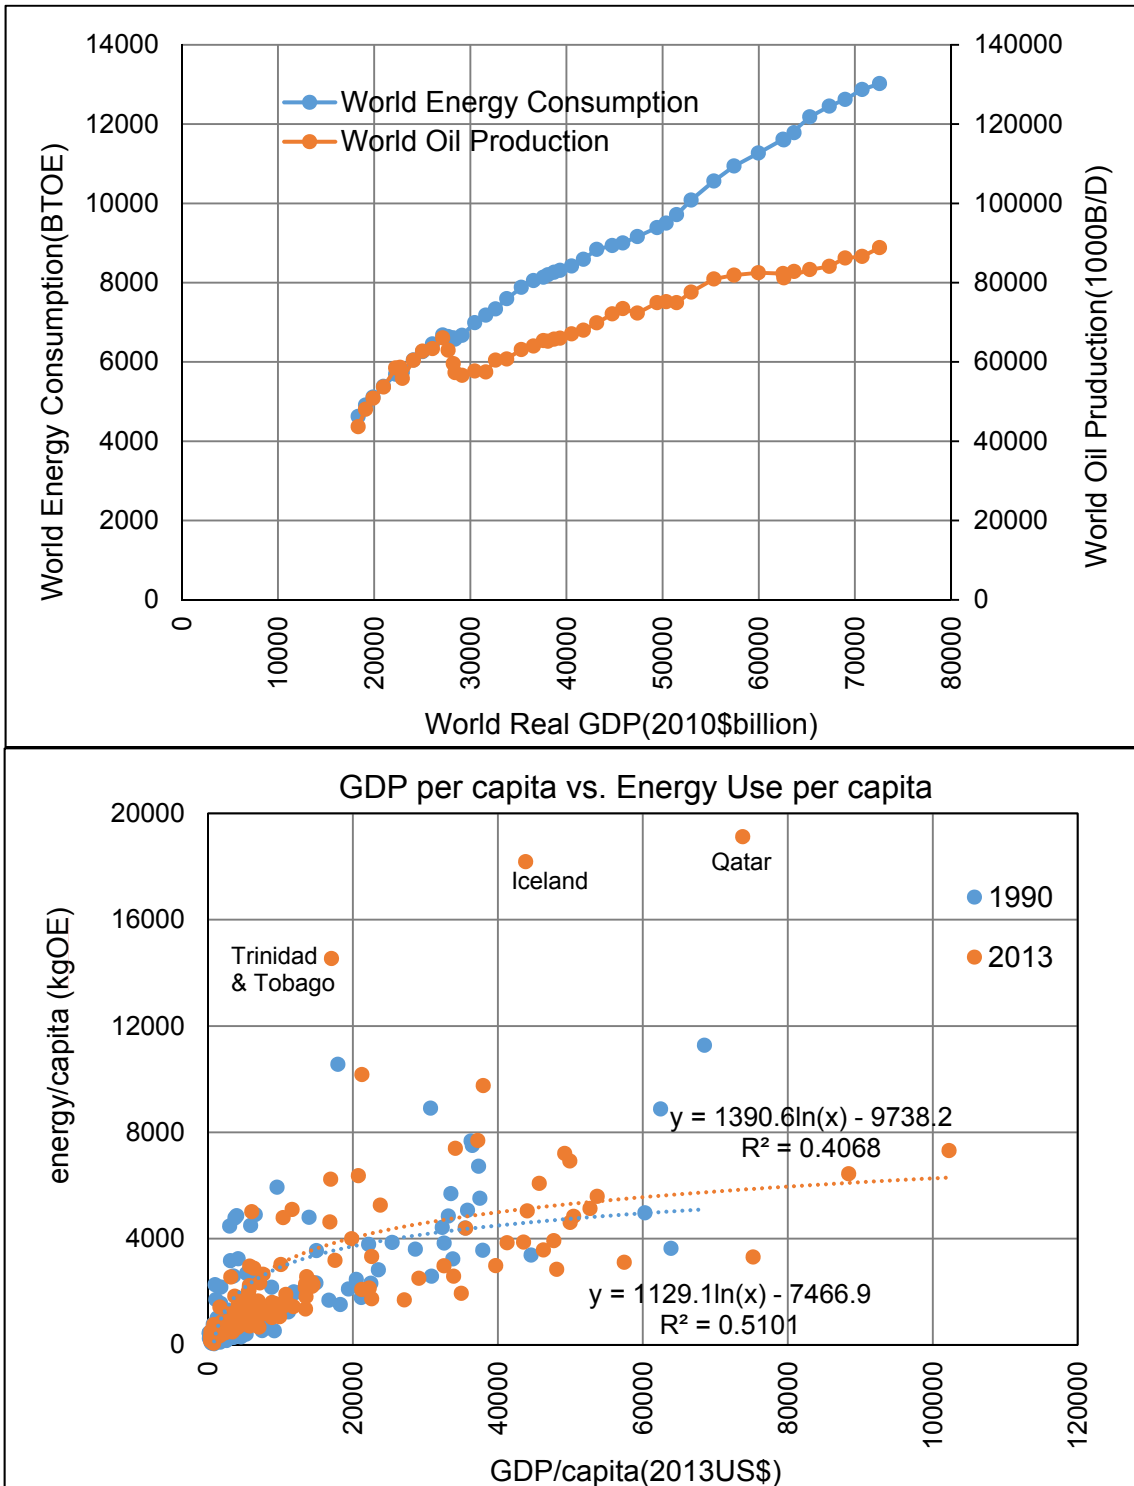 World Energy Consumption(BTOE)
14000
12000
10000
8000
6000
4000
2000
0
World Energy Consumption
World Oil Production
140000
120000
100000
80000
60000
40000
20000
0
World Oil Pruduction(1000B/D)
0
10000
20000
30000
40000
50000
60000
70000
80000
World Real GDP(2010$billion)
GDP per capita vs. Energy Use per capita
energy/capita (kgOE)
20000
16000
12000
8000
4000
0
Trinidad
& Tobago
Iceland
Qatar
1990
2013
y = 1390.6ln(x) - 9738.2
R² = 0.4068
y = 1129.1ln(x) - 7466.9
R² = 0.5101
0
20000
40000
60000
80000
100000
120000
GDP/capita(2013US$)